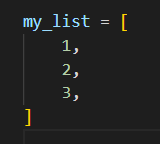 my_list = [
    1,
    2,
    3,
]